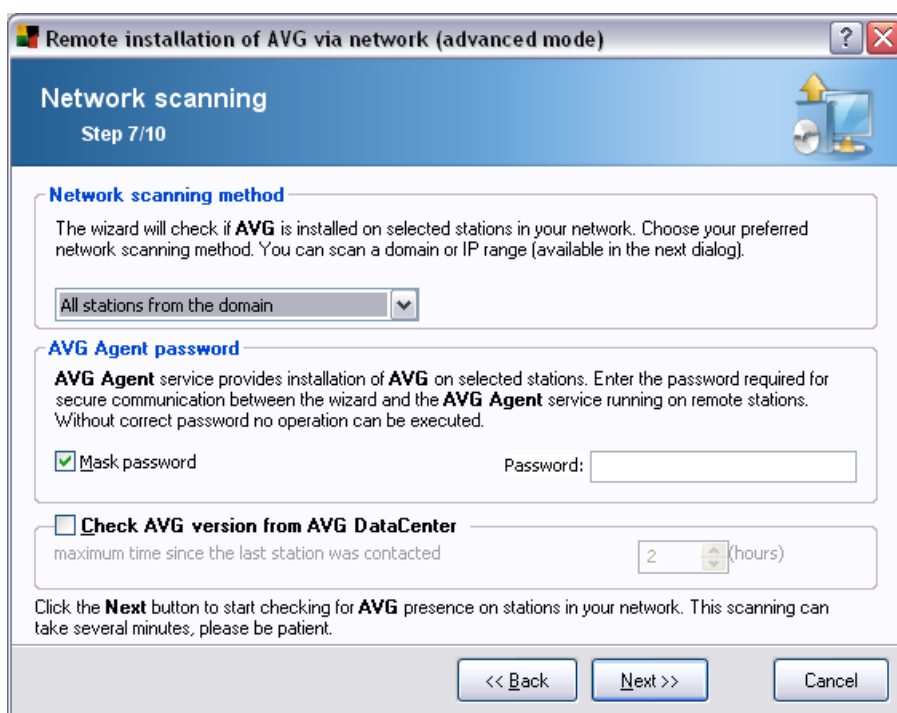 Remote installation of AVG via network (advanced mode)
Network scanning
Step 7/10
Network scanning method
The wizard will check if AVG is installed on selected stations in your network. Choose your preferred
network scanning method. You can scan a domain or IP range (available in the next dialog).
All stations from the domain
AVG Agent password
AVG Agent service provides installation of AVG on selected stations. Enter the password required for
secure communication between the wizard and the AVG Agent service running on remote stations.
Without correct password no operation can be executed.
Mask password
Password:
Check AVG version from AVG DataCenter
maximum time since the last station was contacted
2
(hours)
Click the Next button to start checking for AVG presence on stations in your network. This scanning can
take several minutes, please be patient.
<< Back
Next >>
Cancel